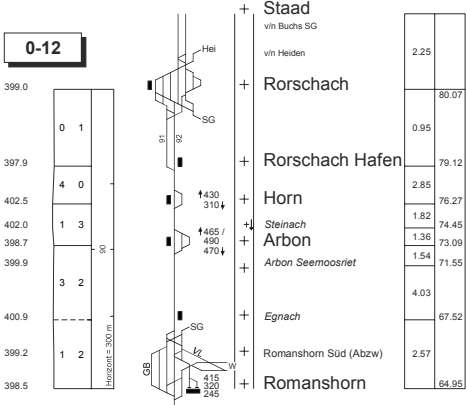 Staad
v/n Buchs SG
0-12
Hei
v/n Heiden
2.25
399.0
Rorschach
80.07
SG
0 1
91
92
0.95
397.9
Rorschach Hafen
79.12
4 0
2.85
402.5
430
310
Horn
76.27
1.82
402.0
1 3
465 /
Steinach
74.45
398.7
490
Arbon
1.36
73.09
90
470
1.54
399.9
Arbon Seemoosriet
71.55
3 2
4.03
400.9
Egnach
67.52
SG
Horizont = 300 m
399.2
1 2
GB
VL
Romanshorn Süd (Abzw)
2.57
W
415
320
245
398.5
Romanshorn
64.95